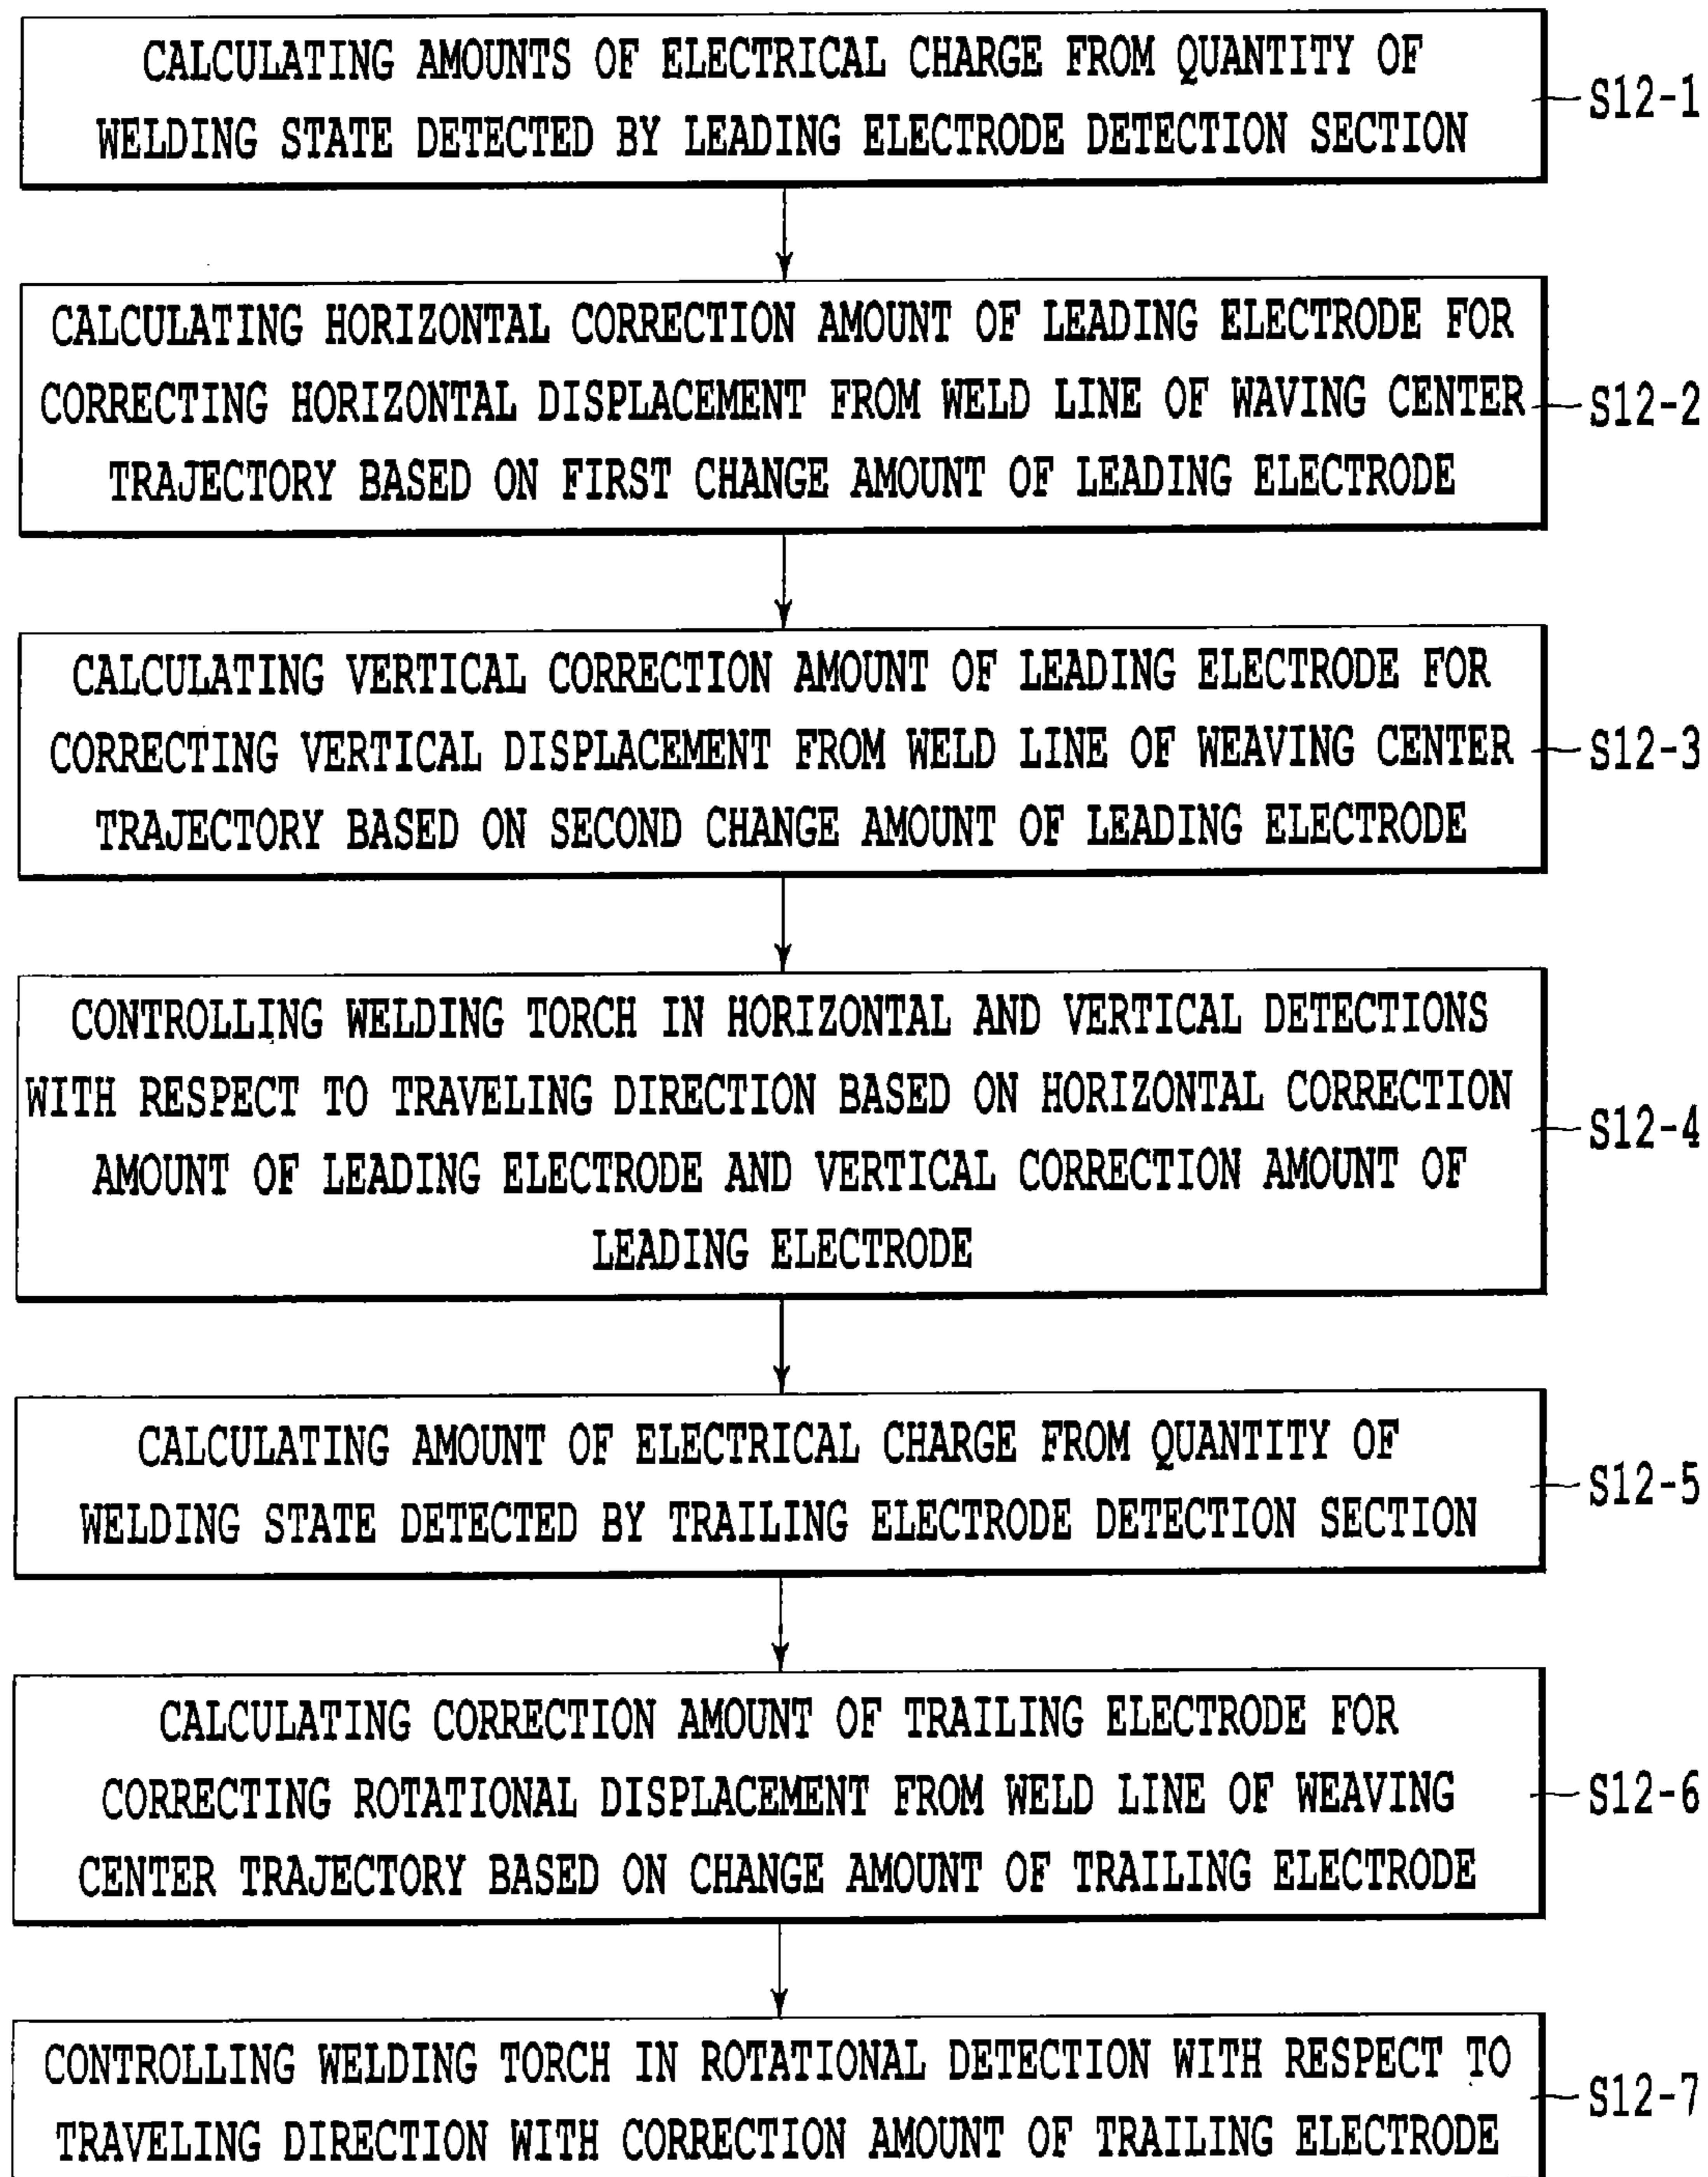 CALCULATING AMOUNTS OF ELECTRICAL CHARGE FROM QUANTITY OF
WELDING STATE DETECTED BY LEADING ELECTRODE DETECTION SECTION
S12-1
CALCULATING HORIZONTAL CORRECTION AMOUNT OF LEADING ELECTRODE FOR
CORRECTING HORIZONTAL DISPLACEMENT FROM WELD LINE OF WAVING CENTER
TRAJECTORY BASED ON FIRST CHANGE AMOUNT OF LEADING ELECTRODE
S12-2
CALCULATING VERTICAL CORRECTION AMOUNT OF LEADING ELECTRODE FOR
CORRECTING VERTICAL DISPLACEMENT FROM WELD LINE OF WEAVING CENTER
TRAJECTORY BASED ON SECOND CHANGE AMOUNT OF LEADING ELECTRODE
S12-3
CONTROLLING WELDING TORCH IN HORIZONTAL AND VERTICAL DETECTIONS
WITH RESPECT TO TRAVELING DIRECTION BASED ON HORIZONTAL CORRECTION
AMOUNT OF LEADING ELECTRODE AND VERTICAL CORRECTION AMOUNT OF
LEADING ELECTRODE
S12-4
CALCULATING AMOUNT OF ELECTRICAL CHARGE FROM QUANTITY OF
WELDING STATE DETECTED BY TRAILING ELECTRODE DETECTION SECTION
S12-5
CALCULATING CORRECTION AMOUNT OF TRAILING ELECTRODE FOR
CORRECTING ROTATIONAL DISPLACEMENT FROM WELD LINE OF WEAVING
CENTER TRAJECTORY BASED ON CHANGE AMOUNT OF TRAILING ELECTRODE
S12-6
CONTROLLING WELDING TORCH IN ROTATIONAL DETECTION WITH RESPECT TO
TRAVELING DIRECTION WITH CORRECTION AMOUNT OF TRAILING ELECTRODE
S12-7